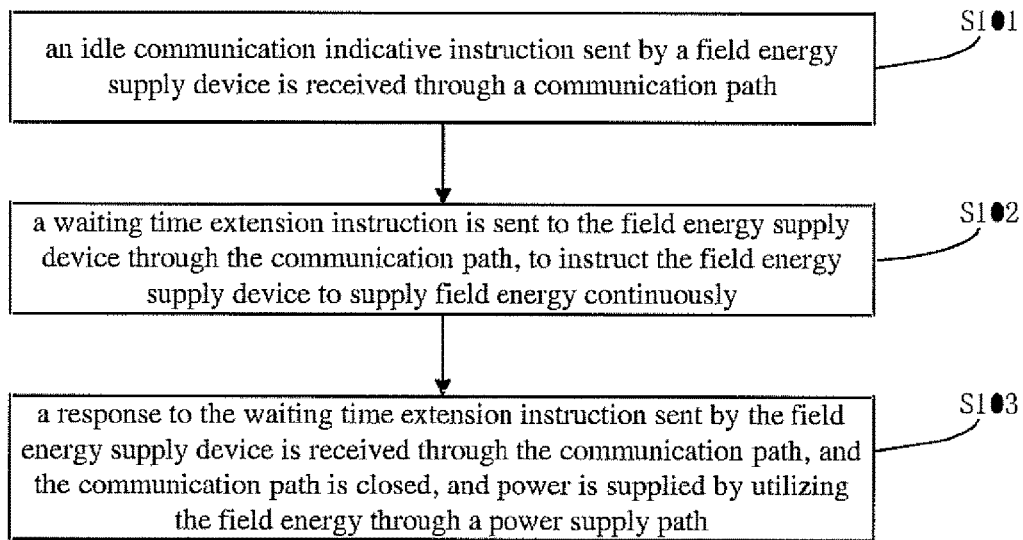 S101
an idle communication indicative instruction sent by a field energy
supply device is received through a communication path
S102
a waiting time extension instruction is sent to the field energy supply
device through the communication path, to instruct the field energy
supply device to supply field energy continuously
S103
a response to the waiting time extension instruction sent by the field
energy supply device is received through the communication path, and
the communication path is closed, and power is supplied by utilizing
the field energy through a power supply path